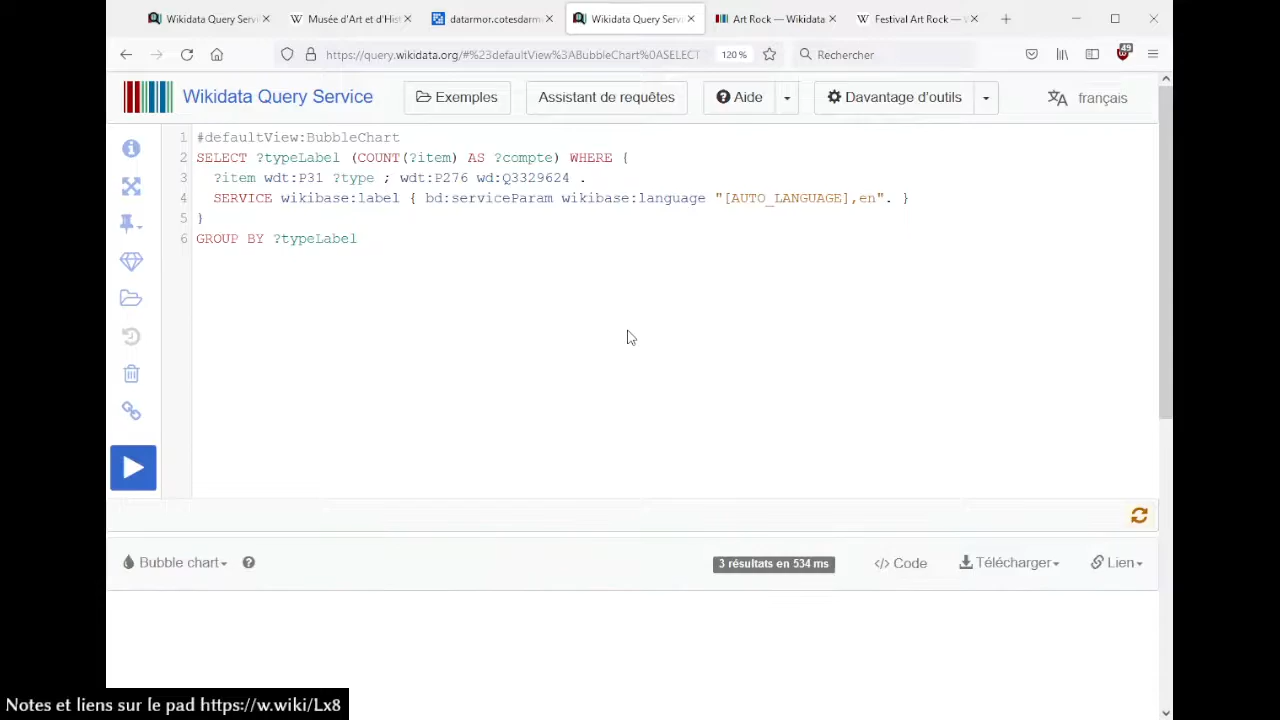 Wikidata Query Servic
Musée d'Art et d'Hist
datarmor.cotesdarmor.
Wikidata Query Servi
Art Rock — Wikidata
Festival Art Rock — W
https://query.wikidata.org/#%23defaultView%3ABubbleChart%0ASELECT
120 %
Rechercher
49
Wikidata Query Service
Exemples
Assistant de requêtes
Aide
Davantage d'outils
français
1 #defaultView:BubbleChart
2 SELECT ?typeLabel (COUNT(?item) AS ?compte) WHERE {
3 ?item wdt:P31 ?type ; wdt:P276 wd:Q3329624 .
4 SERVICE wikibase:label { bd:serviceParam wikibase:language "[AUTO_LANGUAGE],en". }
5 }
6 GROUP BY ?typeLabel
Bubble chart
3 résultats en 534 ms
</> Code
Télécharger
Lien
Notes et liens sur le pad https://w.wiki/Lx8